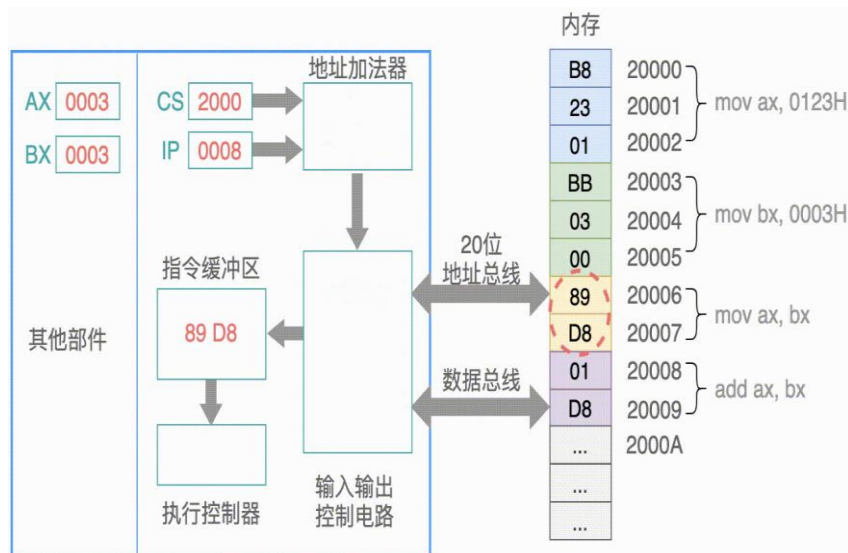 内存
地址加法器
AX 0003
CS 2000
BX 0003
IP 0008
B8 20000
23 20001
01 20002
mov ax, 0123H
BB 20003
03 20004
00 20005
mov bx, 0003H
20位
地址总线
指令缓冲区
89 D8
89 20006
D8 20007
mov ax, bx
其他部件
数据总线
01 20008
D8 20009
add ax, bx
... 2000A
...
...
执行控制器
输入输出
控制电路